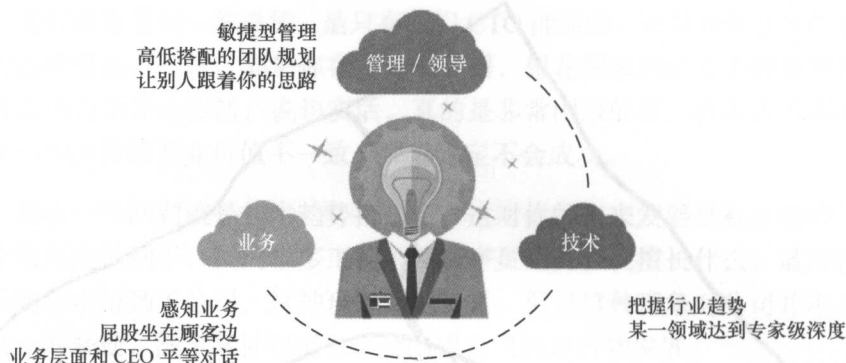 敏捷型管理
高低搭配的团队规划
让别人跟着你的思路
管理 / 领导
业务
技术
感知业务
屁股坐在顾客边
业务层面和 CEO 平等对话
把握行业趋势
某一领域达到专家级深度